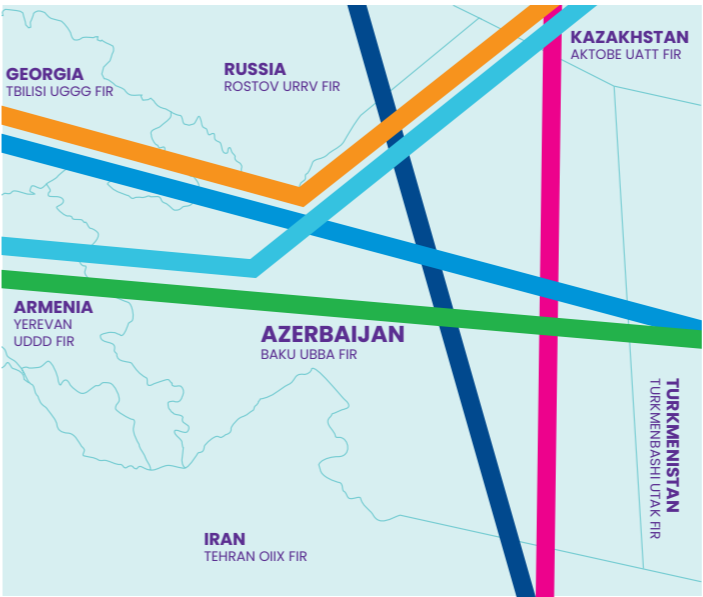 KAZAKHSTAN
AKTOBE UATT FIR
GEORGIA
TBILISI UGGG FIR
RUSSIA
ROSTOV URRV FIR
ARMENIA
YEREVAN
UDDD FIR
AZERBAIJAN
BAKU UBBA FIR
TURKMENISTAN
TURKMENBASHI UTAK FIR
IRAN
TEHRAN OIIX FIR